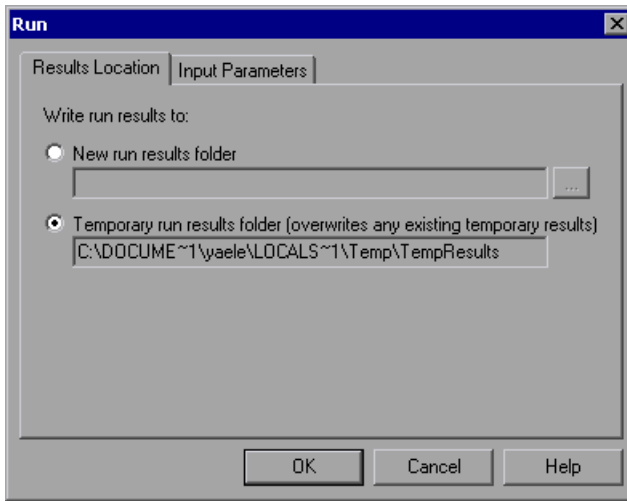 Run
Results Location Input Parameters
Write run results to:
New run results folder
...
Temporary run results folder (overwrites any existing temporary results)
C:\DOCUME~1\yaele\LOCALS~1\Temp\TempResults
OK Cancel Help